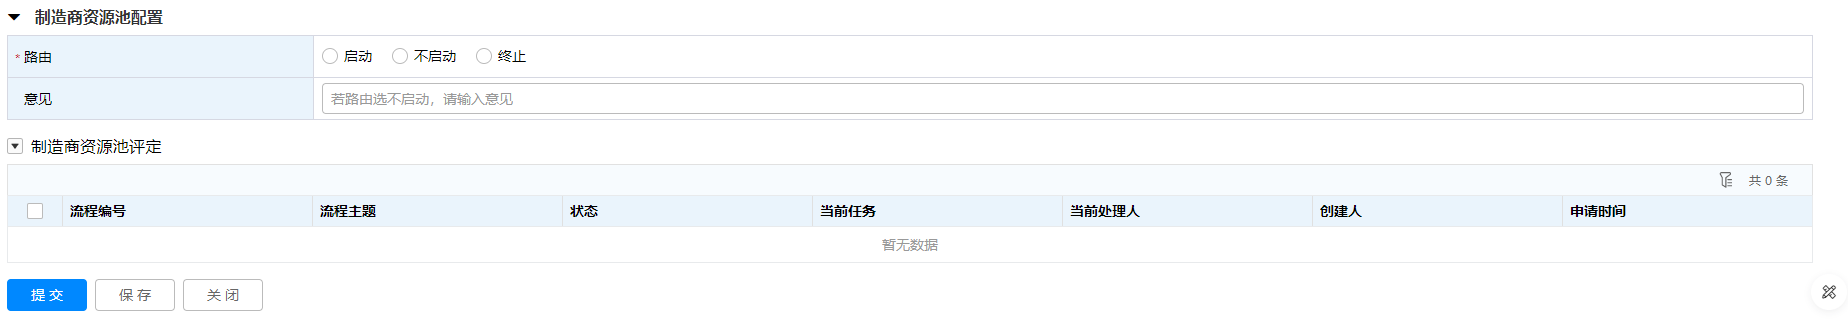 制造商资源池配置
* 路由 启动 不启动 终止
意见 若路由选不启动，请输入意见
制造商资源池评定
共 0 条
流程编号 流程主题 状态 当前任务 当前处理人 创建人 申请时间
暂无数据
提 交 保 存 关 闭